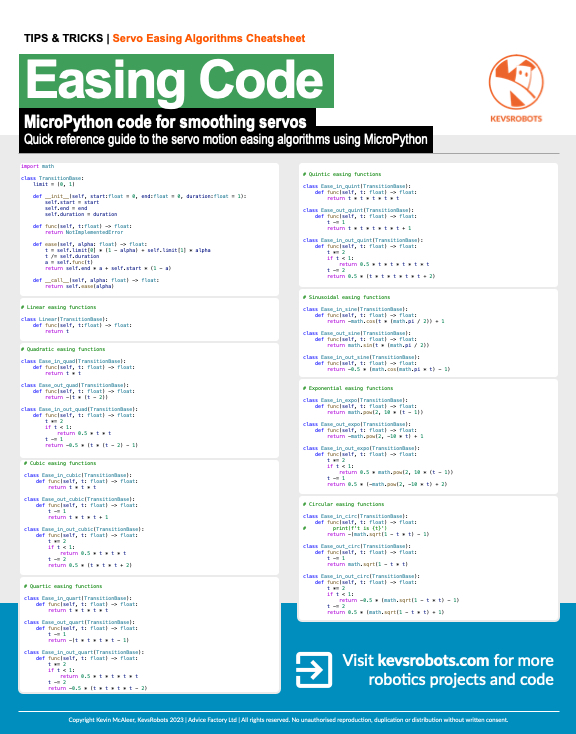 TIPS & TRICKS | Servo Easing Algorithms Cheatsheet
Easing Code
MicroPython code for smoothing servos
Quick reference guide to the servo motion easing algorithms using MicroPython
KEVSROBOTS
import math
class TransitionBase:
limit = (0, 1)
def __init__(self, start:float = 0, end:float = 0, duration:float = 1):
self.start = start
self.end = end
self.duration = duration
def func(self, t:float) -> float:
return NotImplementedError
def ease(self, alpha: float) -> float:
t = self.limit[0] * (1 - alpha) + self.limit[1] * alpha
t /= self.duration
a = self.func(t)
return self.end * a + self.start * (1 - a)
def __call__(self, alpha: float) -> float:
return self.ease(alpha)
# Linear easing functions
class Linear(TransitionBase):
def func(self, t:float) -> float:
return t
# Quadratic easing functions
class Ease_in_quad(TransitionBase):
def func(self, t: float) -> float:
return t * t
class Ease_out_quad(TransitionBase):
def func(self, t: float) -> float:
return -(t * (t - 2))
class Ease_in_out_quad(TransitionBase):
def func(self, t: float) -> float:
t *= 2
if t < 1:
return 0.5 * t * t
t -= 1
return -0.5 * (t * (t - 2) - 1)
# Cubic easing functions
class Ease_in_cubic(TransitionBase):
def func(self, t: float) -> float:
return t * t * t
class Ease_out_cubic(TransitionBase):
def func(self, t: float) -> float:
t -= 1
return t * t * t + 1
class Ease_in_out_cubic(TransitionBase):
def func(self, t: float) -> float:
t *= 2
if t < 1:
return 0.5 * t * t * t
t -= 2
return 0.5 * (t * t * t + 2)
# Quartic easing functions
class Ease_in_quart(TransitionBase):
def func(self, t: float) -> float:
return t * t * t * t
class Ease_out_quart(TransitionBase):
def func(self, t: float) -> float:
t -= 1
return -(t * t * t * t - 1)
class Ease_in_out_quart(TransitionBase):
def func(self, t: float) -> float:
t *= 2
if t < 1:
return 0.5 * t * t * t * t
t -= 2
return -0.5 * (t * t * t * t - 2)
# Quintic easing functions
class Ease_in_quint(TransitionBase):
def func(self, t: float) -> float:
return t * t * t * t * t
class Ease_out_quint(TransitionBase):
def func(self, t: float) -> float:
t -= 1
return t * t * t * t * t + 1
class Ease_in_out_quint(TransitionBase):
def func(self, t: float) -> float:
t *= 2
if t < 1:
return 0.5 * t * t * t * t * t
t -= 2
return 0.5 * (t * t * t * t * t + 2)
# Sinusoidal easing functions
class Ease_in_sine(TransitionBase):
def func(self, t: float) -> float:
return -math.cos(t * (math.pi / 2)) + 1
class Ease_out_sine(TransitionBase):
def func(self, t: float) -> float:
return math.sin(t * (math.pi / 2))
class Ease_in_out_sine(TransitionBase):
def func(self, t: float) -> float:
return -0.5 * (math.cos(math.pi * t) - 1)
# Exponential easing functions
class Ease_in_expo(TransitionBase):
def func(self, t: float) -> float:
return math.pow(2, 10 * (t - 1))
class Ease_out_expo(TransitionBase):
def func(self, t: float) -> float:
return -math.pow(2, -10 * t) + 1
class Ease_in_out_expo(TransitionBase):
def func(self, t: float) -> float:
t *= 2
if t < 1:
return 0.5 * math.pow(2, 10 * (t - 1))
t -= 1
return 0.5 * (-math.pow(2, -10 * t) + 2)
# Circular easing functions
class Ease_in_circ(TransitionBase):
def func(self, t: float) -> float:
# print(f't is {t}')
return -(math.sqrt(1 - t * t) - 1)
class Ease_out_circ(TransitionBase):
def func(self, t: float) -> float:
t -= 1
return math.sqrt(1 - t * t)
class Ease_in_out_circ(TransitionBase):
def func(self, t: float) -> float:
t *= 2
if t < 1:
return -0.5 * (math.sqrt(1 - t * t) - 1)
t -= 2
return 0.5 * (math.sqrt(1 - t * t) + 1)
Visit kevsrobots.com for more
robotics projects and code
Copyright Kevin McAleer, KevsRobots 2023 | Advice Factory Ltd | All rights reserved. No unauthorised reproduction, duplication or distribution without written consent.